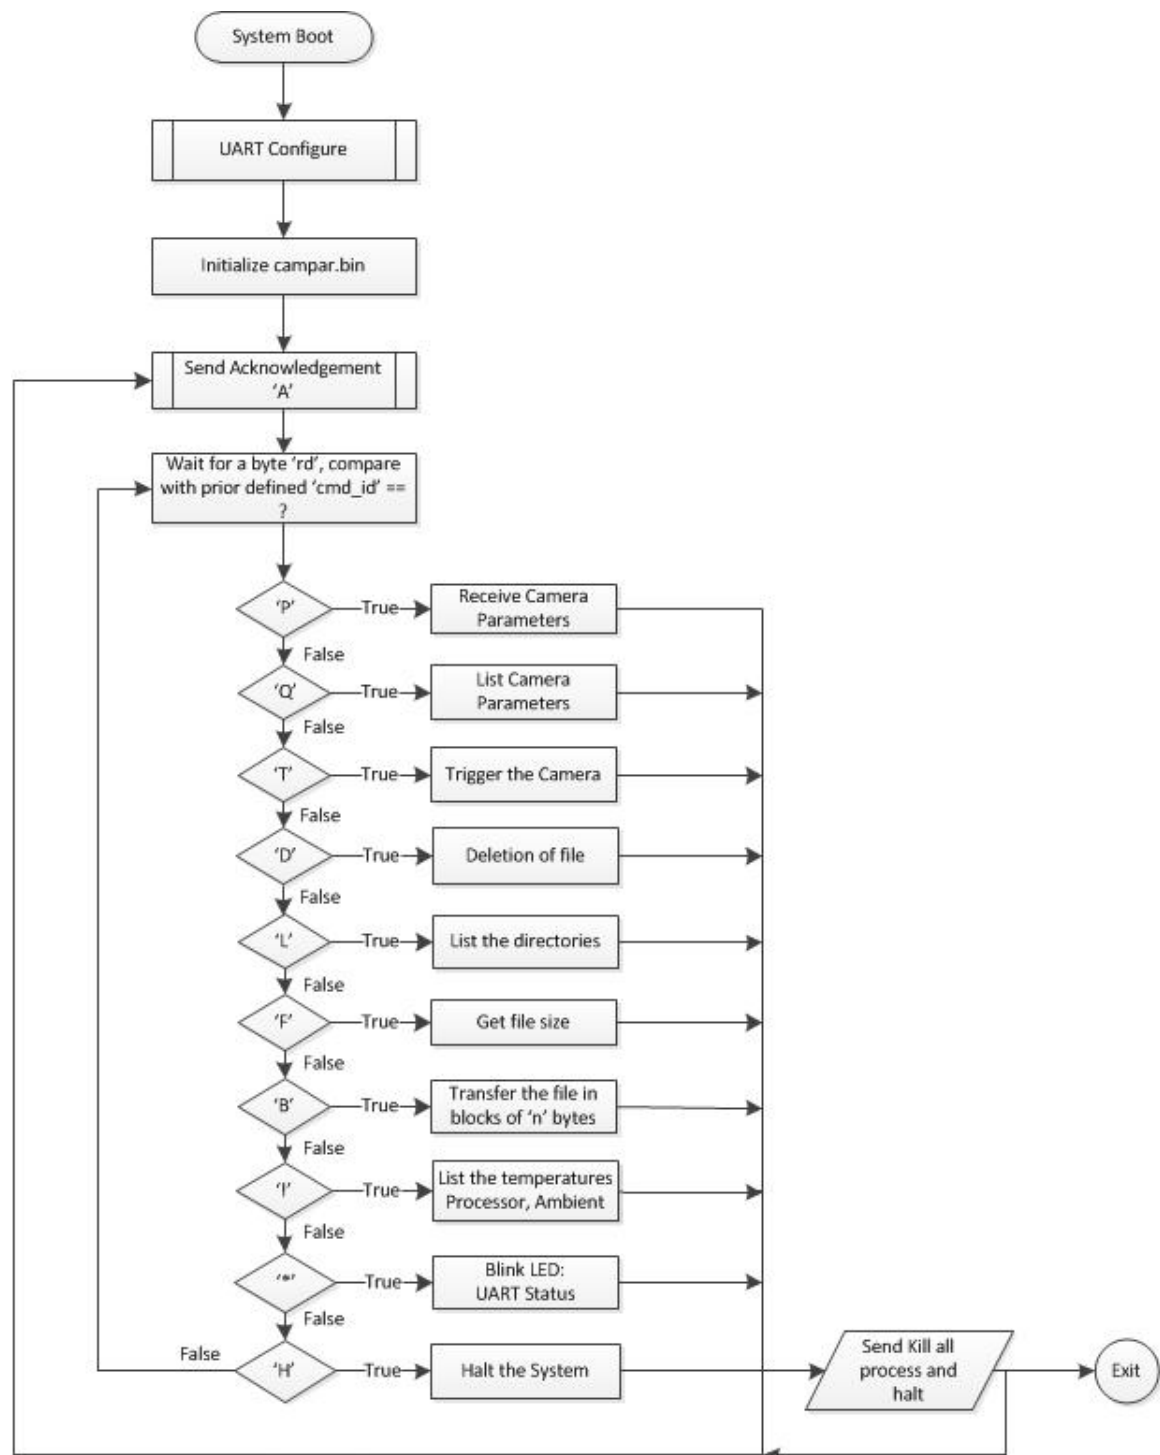 System Boot
UART Configure
Initialize campar.bin
Send Acknowledgement
‘A’
Wait for a byte ‘rd’, compare
with prior defined ‘cmd_id’ ==
?
‘P’
True
Receive Camera
Parameters
False
‘Q’
True
List Camera
Parameters
False
‘T’
True
Trigger the Camera
False
‘D’
True
Deletion of file
False
‘L’
True
List the directories
False
‘F’
True
Get file size
False
‘B’
True
Transfer the file in
blocks of ‘n’ bytes
False
‘I’
True
List the temperatures
Processor, Ambient
False
‘*’
True
Blink LED:
UART Status
False
False
‘H’
True
Halt the System
Send Kill all
process and
halt
Exit